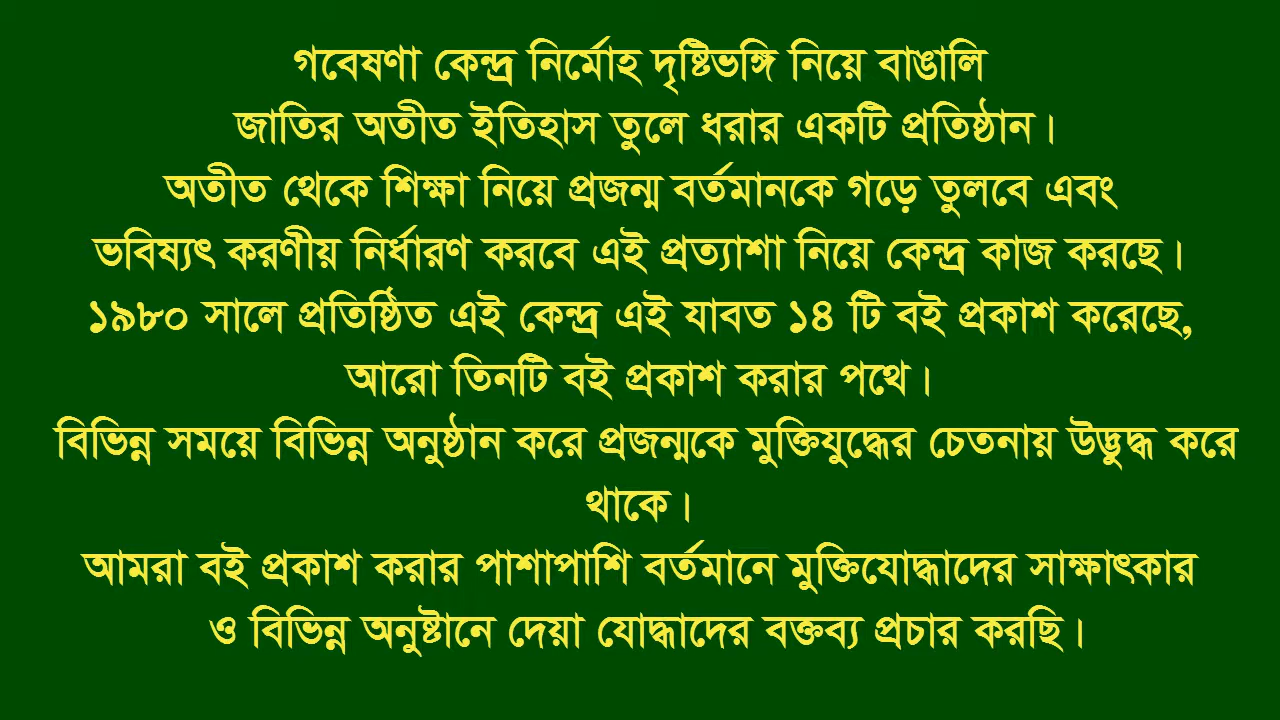 গবেষণা কেন্দ্র নির্মোহ দৃষ্টিভঙ্গি নিয়ে বাঙালি
জাতির অতীত ইতিহাস তুলে ধরার একটি প্রতিষ্ঠান।
অতীত থেকে শিক্ষা নিয়ে প্রজন্ম বর্তমানকে গড়ে তুলবে এবং
ভবিষ্যৎ করণীয় নির্ধারণ করবে এই প্রত্যাশা নিয়ে কেন্দ্র কাজ করছে।
১৯৮০ সালে প্রতিষ্ঠিত এই কেন্দ্র এই যাবত ১৪ টি বই প্রকাশ করেছে,
আরো তিনটি বই প্রকাশ করার পথে।
বিভিন্ন সময়ে বিভিন্ন অনুষ্ঠান করে প্রজন্মকে মুক্তিযুদ্ধের চেতনায় উদ্ভুদ্ধ করে
থাকে।
আমরা বই প্রকাশ করার পাশাপাশি বর্তমানে মুক্তিযোদ্ধাদের সাক্ষাৎকার
ও বিভিন্ন অনুষ্টানে দেয়া যোদ্ধাদের বক্তব্য প্রচার করছি।